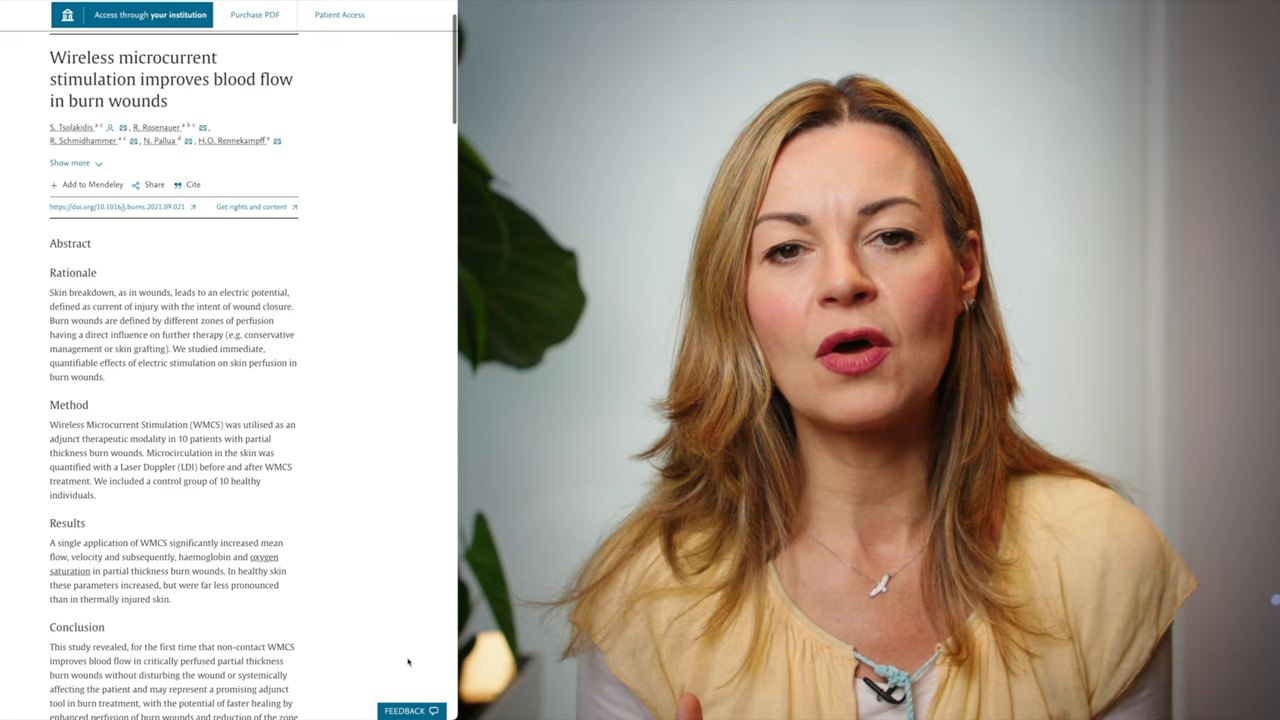 Access through your institution
Purchase PDF
Patient Access
Wireless microcurrent
stimulation improves blood flow
in burn wounds
S. Tsolakidis a c, R. Rosenauer a b c,
R. Schmidhammer a c, N. Pallua d, H.O. Rennekampff e
Show more
Add to Mendeley Share Cite
https://doi.org/10.1016/j.burns.2021.09.021 Get rights and content
Abstract
Rationale
Skin breakdown, as in wounds, leads to an electric potential,
defined as current of injury with the intent of wound closure.
Burn wounds are defined by different zones of perfusion
having a direct influence on further therapy (e.g. conservative
management or skin grafting). We studied immediate,
quantifiable effects of electric stimulation on skin perfusion in
burn wounds.
Method
Wireless Microcurrent Stimulation (WMCS) was utilised as an
adjunct therapeutic modality in 10 patients with partial
thickness burn wounds. Microcirculation in the skin was
quantified with a Laser Doppler (LDI) before and after WMCS
treatment. We included a control group of 10 healthy
individuals.
Results
A single application of WMCS significantly increased mean
flow, velocity and subsequently, haemoglobin and oxygen
saturation in partial thickness burn wounds. In healthy skin
these parameters increased, but were far less pronounced
than in thermally injured skin.
Conclusion
This study revealed, for the first time that non-contact WMCS
improves blood flow in critically perfused partial thickness
burn wounds without disturbing the wound or systemically
affecting the patient and may represent a promising adjunct
tool in burn treatment, with the potential of faster healing by
enhanced perfusion of burn wounds and reduction of the zone
FEEDBACK